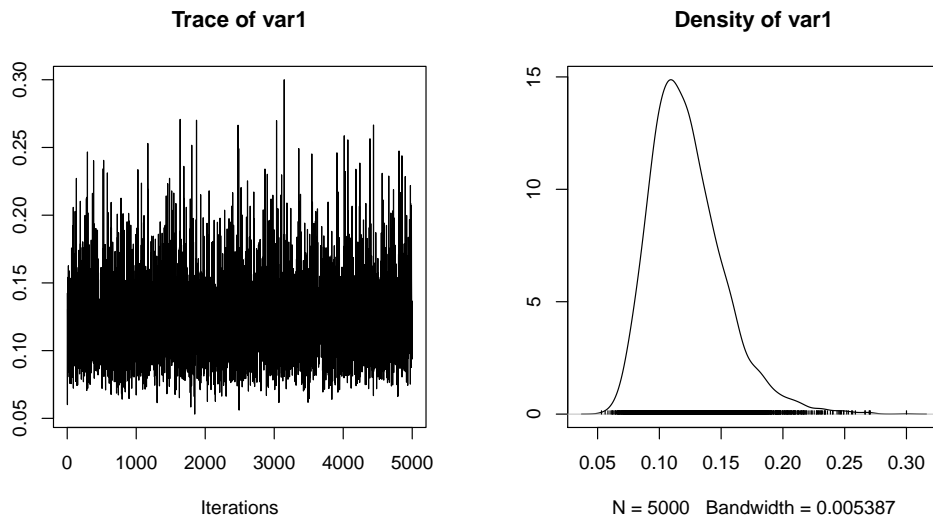 Trace of var1
0.30
0.25
0.20
0.15
0.10
0.05
0 1000 2000 3000 4000 5000
Iterations
Density of var1
15
10
5
0
0.05 0.10 0.15 0.20 0.25 0.30
N = 5000 Bandwidth = 0.005387